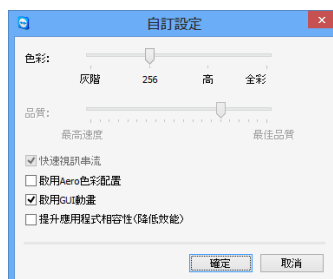 自訂設定
色彩:
灰階 256 高 全彩
品質:
最高速度 最佳品質
快速視訊串流
啟用Aero色彩配置
啟用GUI動畫
提升應用程式相容性(降低效能)
確定 取消